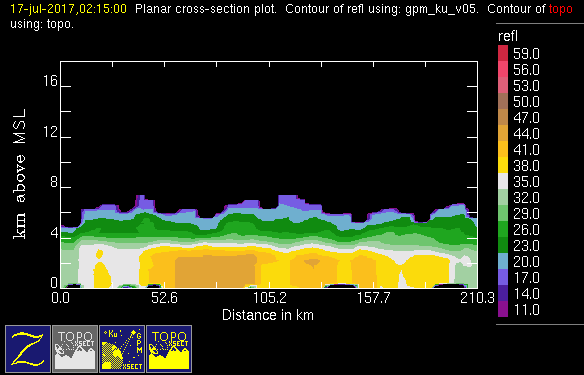 17-jul-2017,02:15:00 Planar cross-section plot. Contour of refl using: gpm_ku_v05. Contour of topo
using: topo.
refl
59.0
56.0
53.0
50.0
47.0
44.0
41.0
38.0
35.0
32.0
29.0
26.0
23.0
20.0
17.0
14.0
11.0
km above MSL
16
12
8
4
0
0.0 52.6 105.2 157.7 210.3
Distance in km
Z
TOPO
XSECT
"Ku"
GPM
XSECT
TOPO
XSECT